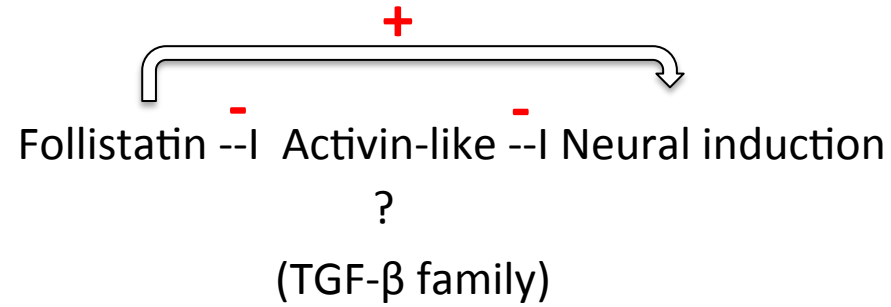 +
- -
Follistatin --I Activin-like --I Neural induction
?
(TGF-β family)